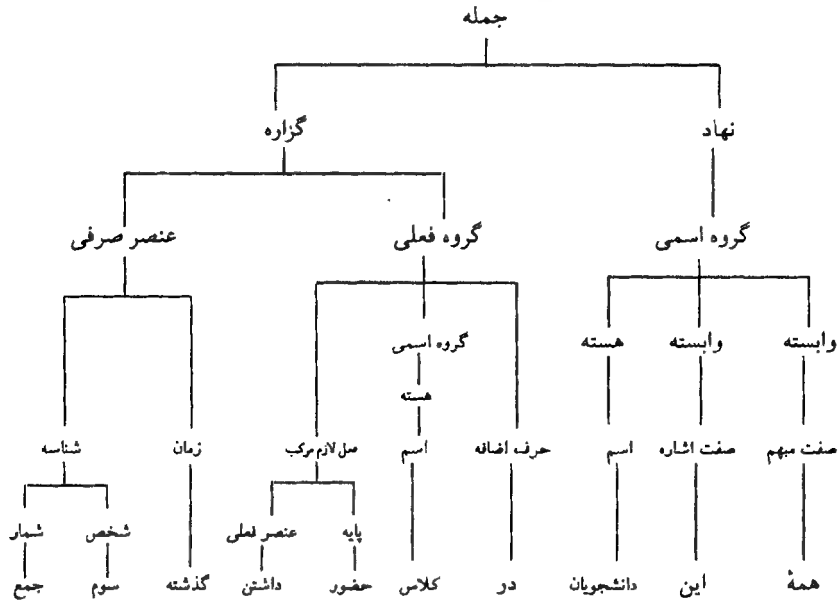 جمله
نهاد گزاره
گروه اسمی گروه فعلی عنصر صرفی
وابسته وابسته هسته گروه اسمی
هسته
صفت مبهم صفت اشاره اسم حرف اضافه اسم فعل لازم مرکب زمان شناسه
پایه عنصر فعلی شخص شمار
همهٔ این دانشجویان در کلاس حضور داشتن گذشته سوم جمع